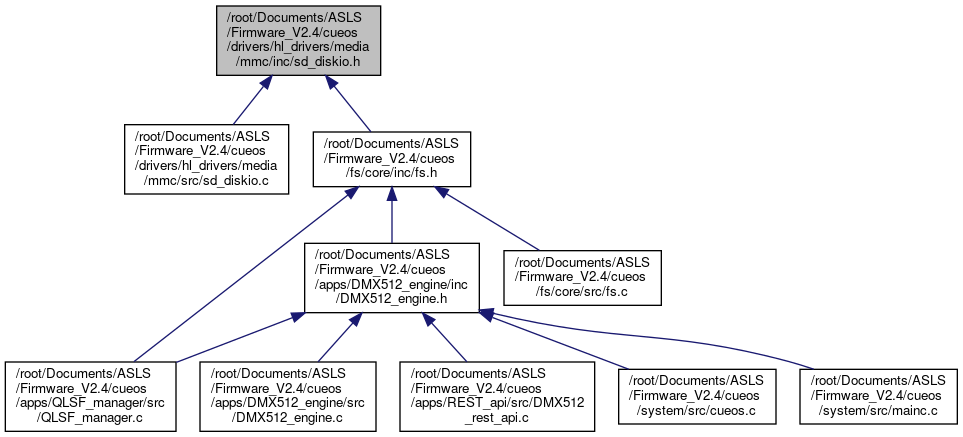 /root/Documents/ASLS
/Firmware_V2.4/cueos
/drivers/hl_drivers/media
/mmc/inc/sd_diskio.h
/root/Documents/ASLS
/Firmware_V2.4/cueos
/drivers/hl_drivers/media
/mmc/src/sd_diskio.c
/root/Documents/ASLS
/Firmware_V2.4/cueos
/fs/core/inc/fs.h
/root/Documents/ASLS
/Firmware_V2.4/cueos
/apps/DMX512_engine/inc
/DMX512_engine.h
/root/Documents/ASLS
/Firmware_V2.4/cueos
/fs/core/src/fs.c
/root/Documents/ASLS
/Firmware_V2.4/cueos
/apps/QLSF_manager/src
/QLSF_manager.c
/root/Documents/ASLS
/Firmware_V2.4/cueos
/apps/DMX512_engine/src
/DMX512_engine.c
/root/Documents/ASLS
/Firmware_V2.4/cueos
/apps/REST_api/src/DMX512
_rest_api.c
/root/Documents/ASLS
/Firmware_V2.4/cueos
/system/src/cueos.c
/root/Documents/ASLS
/Firmware_V2.4/cueos
/system/src/mainc.c